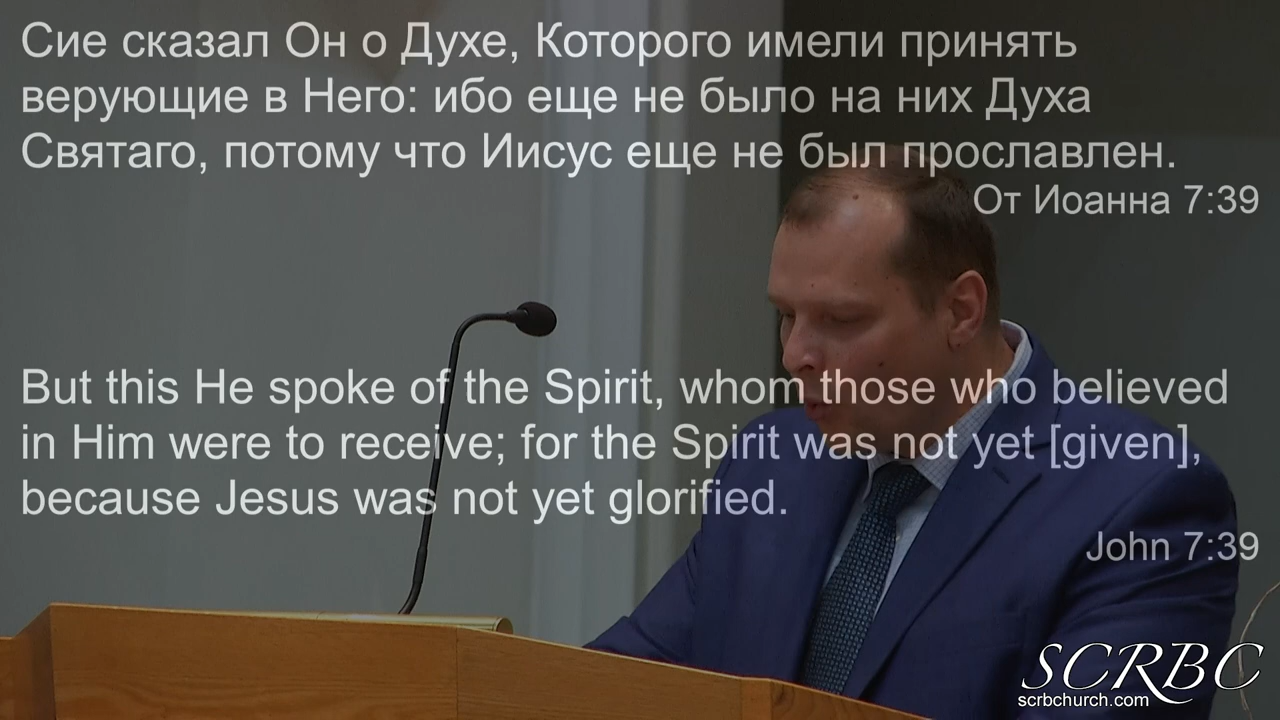 Сие сказал Он о Духе, Которого имели принять
верующие в Него: ибо еще не было на них Духа
Святаго, потому что Иисус еще не был прославлен.
От Иоанна 7:39
But this He spoke of the Spirit, whom those who believed
in Him were to receive; for the Spirit was not yet [given],
because Jesus was not yet glorified.
John 7:39
SCRBC
scrbchurch.com